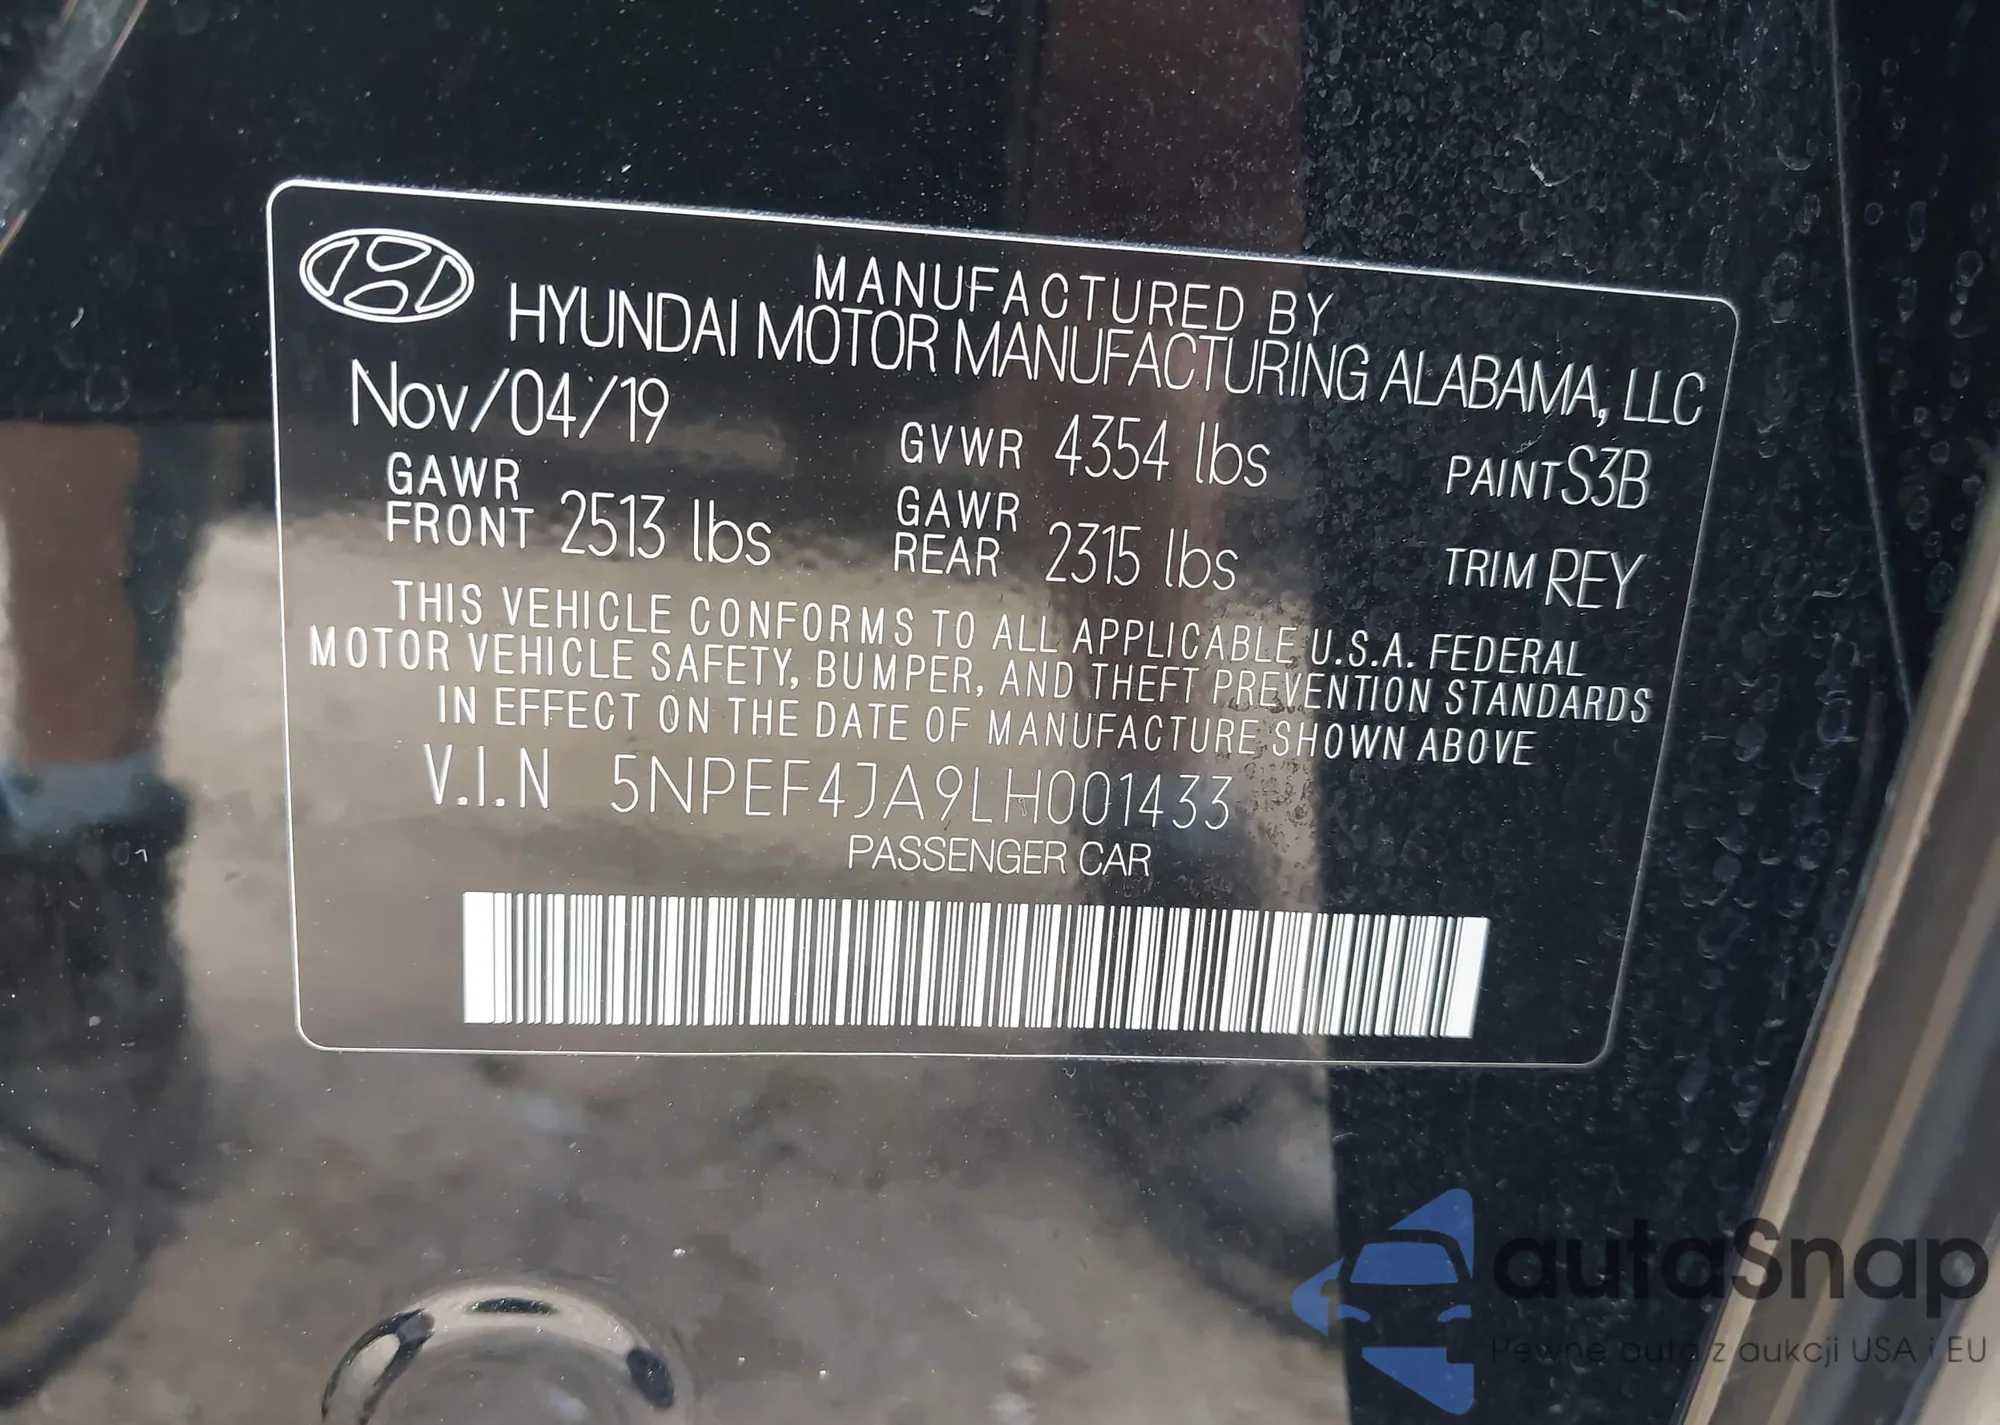 MANUFACTURED BY
HYUNDAI MOTOR MANUFACTURING ALABAMA, LLC
Nov/04/19
GVWR 4354 lbs
PAINT S3B
GAWR FRONT 2513 lbs
GAWR REAR 2315 lbs
TRIM REY
THIS VEHICLE CONFORMS TO ALL APPLICABLE U.S.A. FEDERAL
MOTOR VEHICLE SAFETY, BUMPER, AND THEFT PREVENTION STANDARDS
IN EFFECT ON THE DATE OF MANUFACTURE SHOWN ABOVE
V.I.N 5NPEF4JA9LH001433
PASSENGER CAR
autaSnap
Pewne auta z aukcji USA i EU